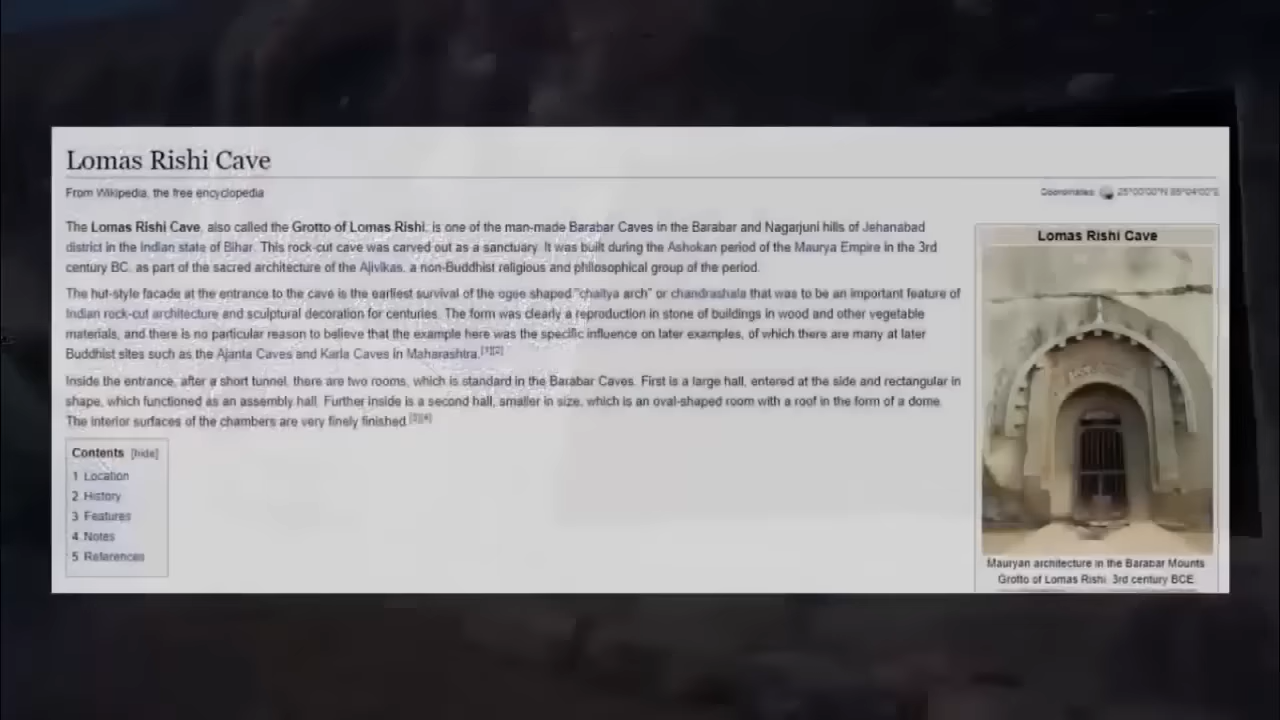 Lomas Rishi Cave
From Wikipedia, the free encyclopedia
Coordinates: 25°00'00"N 85°04'00"E
The Lomas Rishi Cave, also called the Grotto of Lomas Rishi, is one of the man-made Barabar Caves in the Barabar and Nagarjuni hills of Jehanabad
district in the Indian state of Bihar. This rock-cut cave was carved out as a sanctuary. It was built during the Ashokan period of the Maurya Empire in the 3rd
century BC, as part of the sacred architecture of the Ajivikas, a non-Buddhist religious and philosophical group of the period.
The hut-style facade at the entrance to the cave is the earliest survival of the ogee shaped "chaitya arch" or chandrashala that was to be an important feature of
Indian rock-cut architecture and sculptural decoration for centuries. The form was clearly a reproduction in stone of buildings in wood and other vegetable
materials, and there is no particular reason to believe that the example here was the specific influence on later examples, of which there are many at later
Buddhist sites such as the Ajanta Caves and Karla Caves in Maharashtra.[1][2]
Inside the entrance, after a short tunnel, there are two rooms, which is standard in the Barabar Caves. First is a large hall, entered at the side and rectangular in
shape, which functioned as an assembly hall. Further inside is a second hall, smaller in size, which is an oval-shaped room with a roof in the form of a dome.
The interior surfaces of the chambers are very finely finished.[3][4]
Contents [hide]
1 Location
2 History
3 Features
4 Notes
5 References
Lomas Rishi Cave
Mauryan architecture in the Barabar Mounts
Grotto of Lomas Rishi. 3rd century BCE